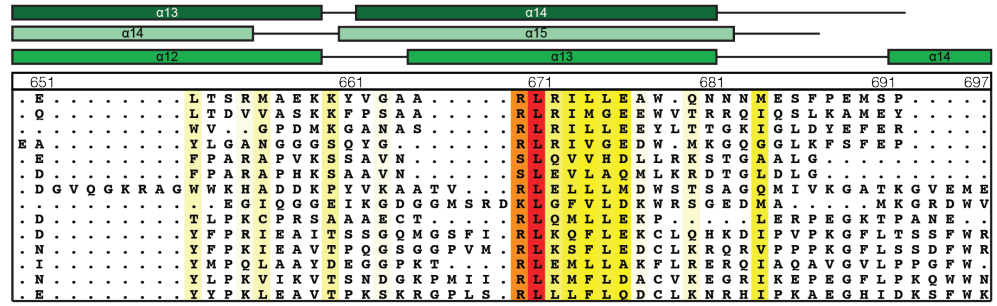 α13 α14
α14 α15
α12 α13 α14
651 661 671 681 691 697
. E . . . . . . . . L T S R M A E K K Y V G A A . . . . . R L R I L L E A W . Q N N N M E S F P E M S P . . . . .
. Q . . . . . . . . L T D V V A S K K F P S A A . . . . . R L R I M G E E W V T R R Q I Q S L K A M E Y . . . . .
. . . . . . . . . . W V . . G P D M K G A N A S . . . . . R L R I L L E E Y L T T G K I G L D Y E F E R . . . . .
E A . . . . . . . . Y L G A N G G G S Q Y G . . . . . . . R L R I V G E D W . M K G Q G G L K F S F E P . . . . .
. E . . . . . . . . F P A R A P V K S S A V N . . . . . . S L Q V V H D L L R K S T G A A L G . . . . . . . . . .
. D . . . . . . . . F P A R A P H K S A A V N . . . . . . S L E V L A Q M L K R D T G L D L G . . . . . . . . . .
. D G V Q G K R A G W W K H A D D K P Y V K A A T V . . . R L E L L L M D W S T S A G Q M I V K G A T K G V E M E
. . . . . . . . . . . . E G I Q G G E I K G D G G M S R D K L G F V L D K W R S G E D M A . . . . . M K G R D W V
. D . . . . . . . . T L P K C P R S A A A E C T . . . . . R L Q M L L E K P . . . . . L E R P E G K T P A N E . .
. D . . . . . . . . Y F P R I E A I T S S G Q M G S F I . R L K Q F L E K C L Q H K D I P V P K G F L T S S F W R
. N . . . . . . . . Y F P K I E A V T P Q G S G G P V M . R L K S F L E D C L K R Q R V P P P K G F L S S D F W R
. I . . . . . . . . Y M P Q L A A Y D E G G P K T . . . . R L E M L L A K F L R E R Q I A Q A V G V L P P G F W .
. N . . . . . . . . Y L P K V I K V T S N D G K P M I I . R L K M F L D A C V K E G R I K E P E G F L P K Q W W N
. E . . . . . . . . Y Y P K L E A V T P K S K R G P L S . R L L L F L Q D C L K N R H I P K A E G H I D K S F W K